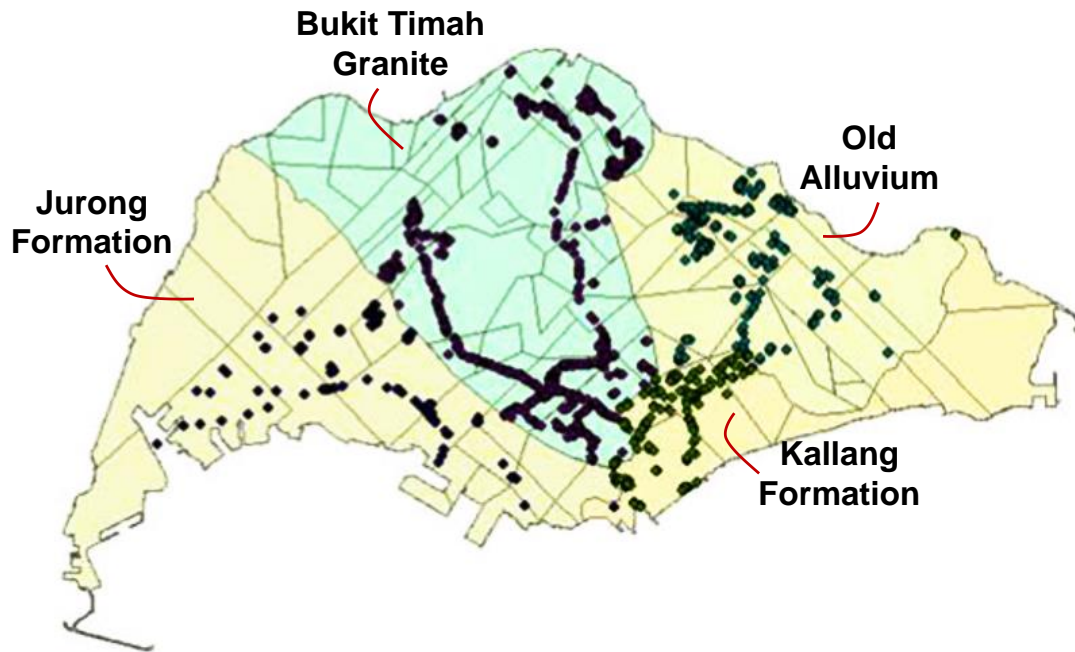 Bukit Timah
Granite
Old
Alluvium
Jurong
Formation
Kallang
Formation